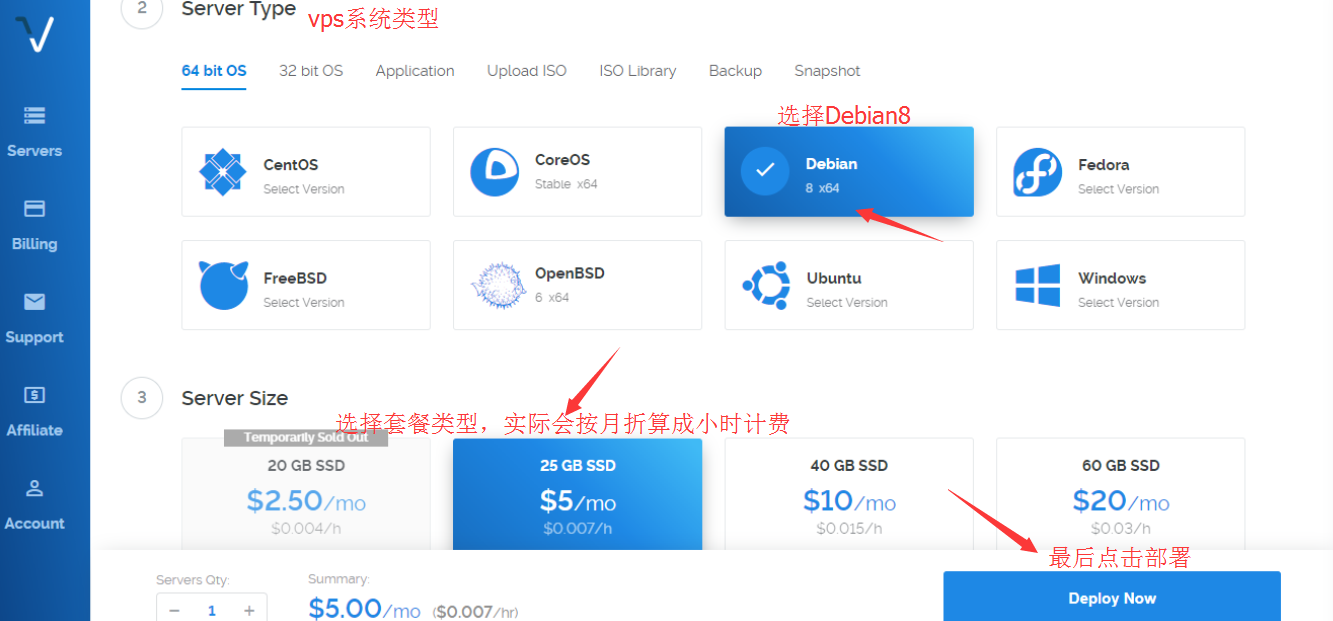 2
Server Type
vps系统类型
64 bit OS
32 bit OS
Application
Upload ISO
ISO Library
Backup
Snapshot
选择Debian8
Servers
Billing
Support
Affiliate
Account
CentOS
Select Version
CoreOS
Stable x64
Debian
8 x64
Fedora
Select Version
FreeBSD
Select Version
OpenBSD
6 x64
Ubuntu
Select Version
Windows
Select Version
3
Server Size
选择套餐类型，实际会按月折算成小时计费
Temporarily Sold Out
20 GB SSD
$2.50/mo
$0.004/h
25 GB SSD
$5/mo
$0.007/h
40 GB SSD
$10/mo
$0.015/h
60 GB SSD
$20/mo
$0.03/h
最后点击部署
Servers Qty:
− 1 +
Summary:
$5.00/mo ($0.007/hr)
Deploy Now